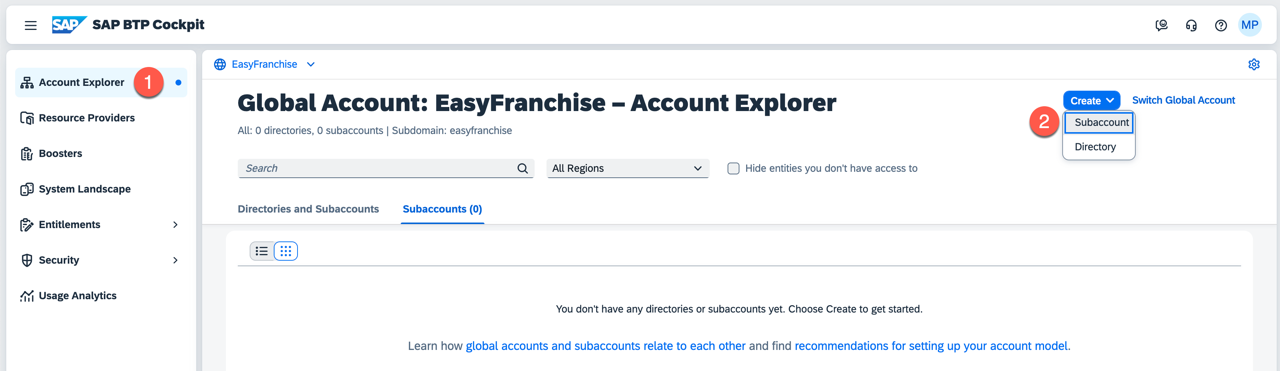 SAP SAP BTP Cockpit MP
Account Explorer 1
Resource Providers
Boosters
System Landscape
Entitlements
Security
Usage Analytics
EasyFranchise
Global Account: EasyFranchise – Account Explorer
Create Switch Global Account
All: 0 directories, 0 subaccounts | Subdomain: easyfranchise
2 Subaccount
Directory
Search All Regions Hide entities you don't have access to
Directories and Subaccounts Subaccounts (0)
You don't have any directories or subaccounts yet. Choose Create to get started.
Learn how global accounts and subaccounts relate to each other and find recommendations for setting up your account model.